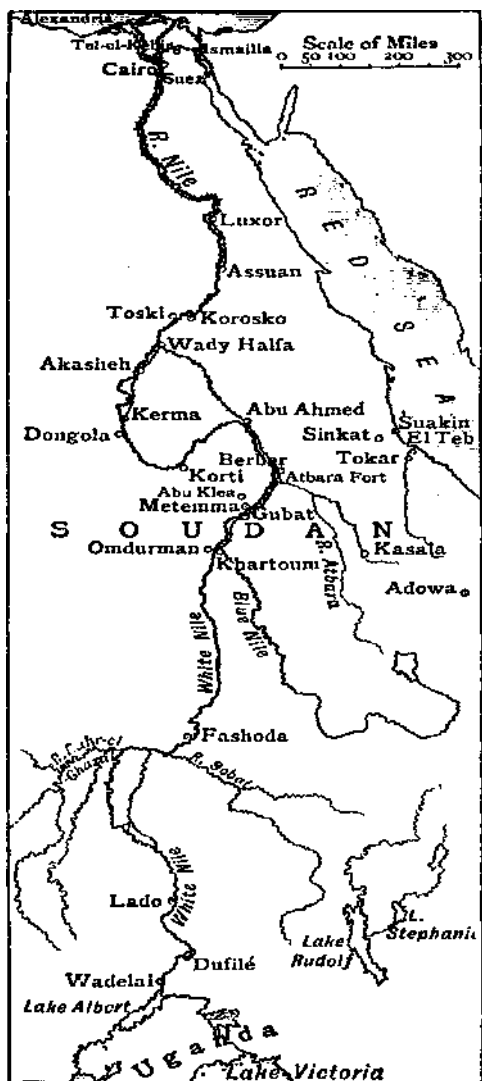 Alexandria
Tel-el-Kebir
Ismailia
Scale of Miles
0 50 100 200 300
Cairo
Suez
R. Nile
RED SEA
Luxor
Assuan
Toski
Korosko
Wady Halfa
Akasheh
Kerma
Abu Ahmed
Suakin
Dongola
Sinkat
El Teb
Berber
Tokar
Korti
Atbara Fort
Abu Klea
Metemma
Gubat
SOUDAN
Omdurman
Kasala
Khartoum
R. Atbara
Adowa
White Nile
Blue Nile
Fashoda
R. Sobat
White Nile
Lado
L. Stephanie
Lake
Rudolf
Dufilé
Wadelai
Lake Albert
Uganda
Lake Victoria